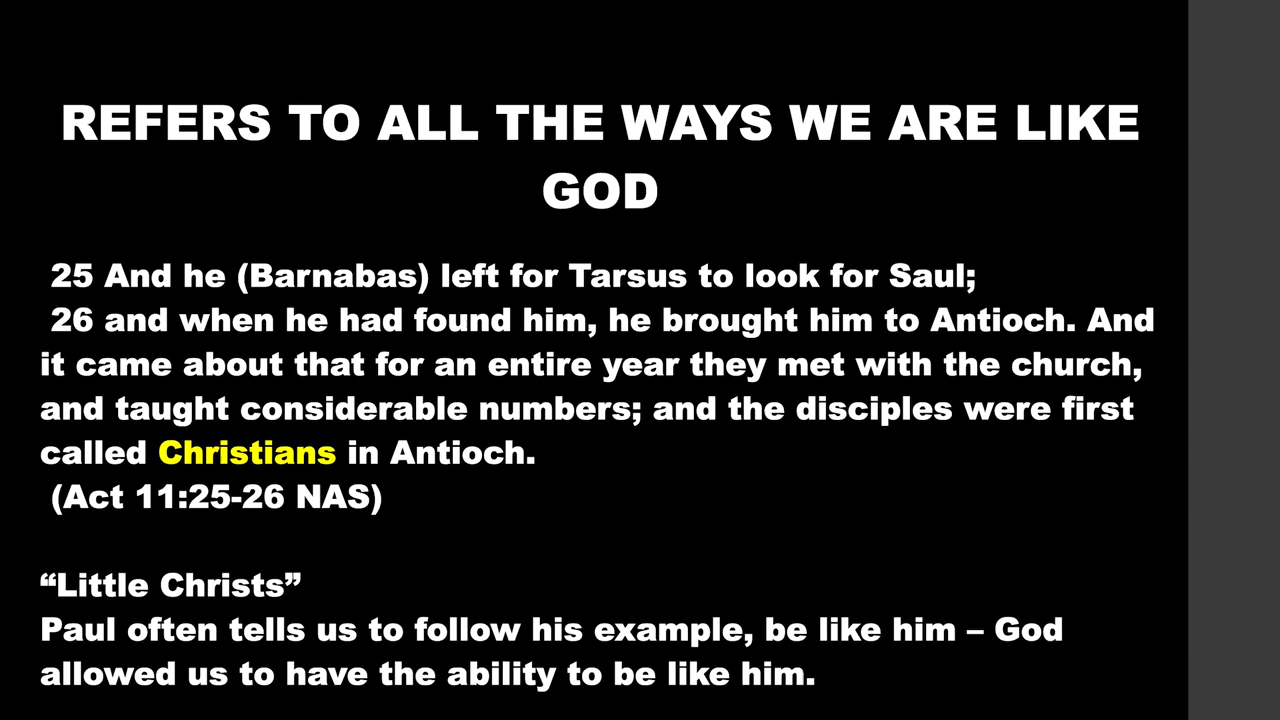 REFERS TO ALL THE WAYS WE ARE LIKE
GOD
25 And he (Barnabas) left for Tarsus to look for Saul;
26 and when he had found him, he brought him to Antioch. And
it came about that for an entire year they met with the church,
and taught considerable numbers; and the disciples were first
called Christians in Antioch.
(Act 11:25-26 NAS)
“Little Christs”
Paul often tells us to follow his example, be like him – God
allowed us to have the ability to be like him.